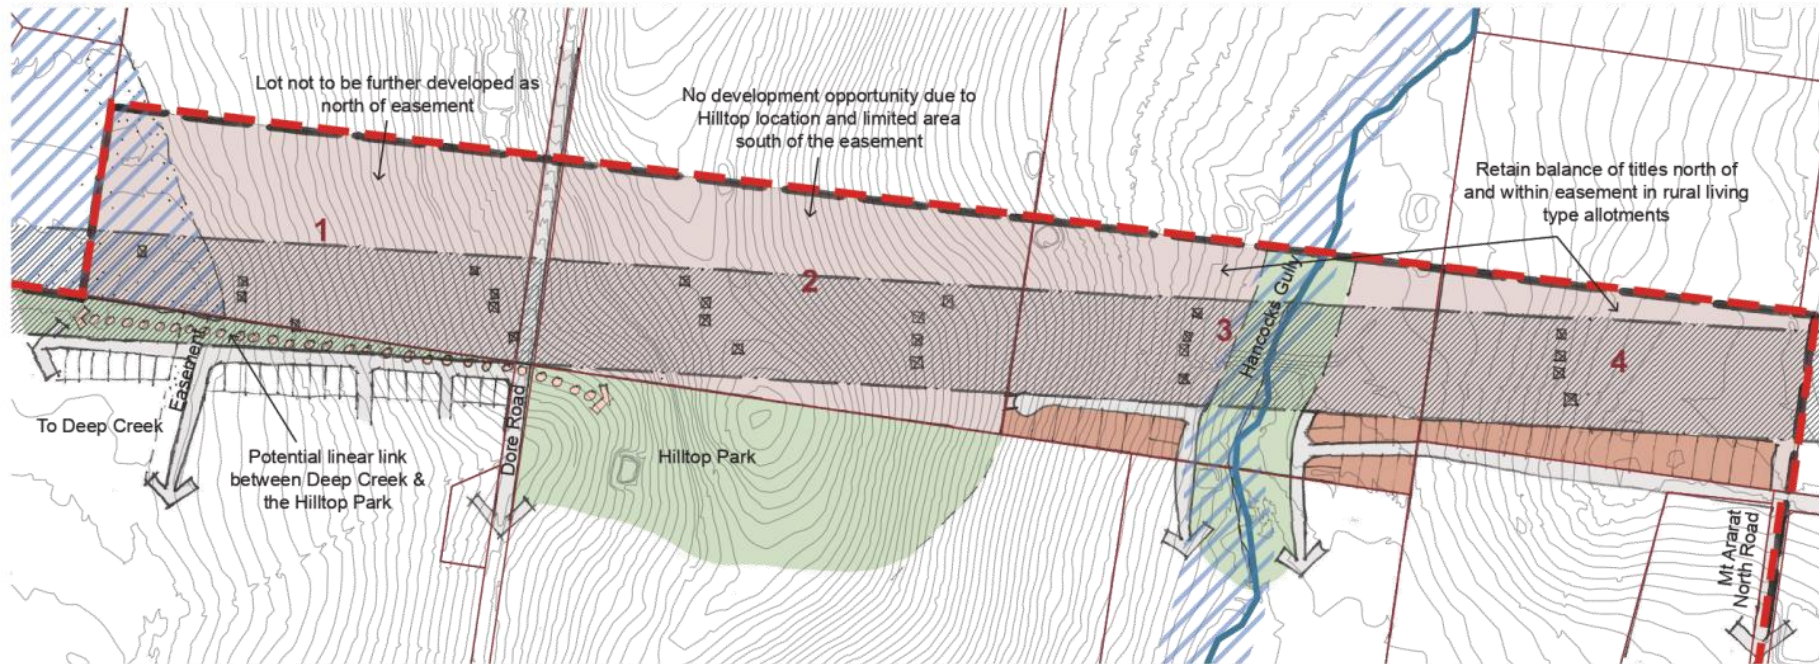 Lot not to be further developed as
north of easement
No development opportunity due to
Hilltop location and limited area
south of the easement
Retain balance of titles north of
and within easement in rural living
type allotments
1
2
3
4
Hancocks Gully
Easement
To Deep Creek
Dore Road
Potential linear link
between Deep Creek &
the Hilltop Park
Hilltop Park
Mt Ararat
North Road